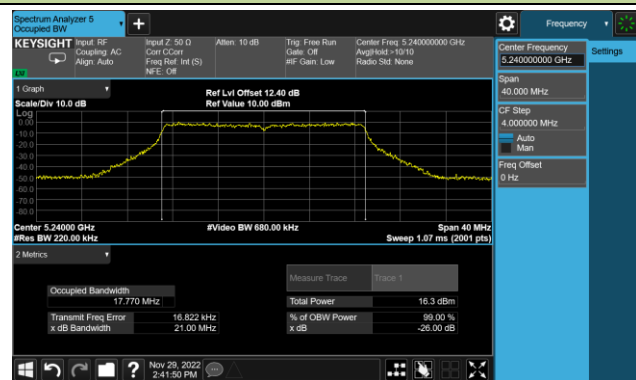 Spectrum Analyzer 5
Occupied BW
+
Frequency
KEYSIGHT
Input: RF
Coupling: AC
Align: Auto
Input Z: 50 Ω
Corr CCorr
Freq Ref: Int (S)
NFE: Off
Atten: 10 dB
Trig: Free Run
Gate: Off
#IF Gain: Low
Center Freq: 5.240000000 GHz
Avg|Hold:>10/10
Radio Std: None
Center Frequency
5.240000000 GHz
Settings
Span
40.000 MHz
CF Step
4.000000 MHz
Auto
Man
Freq Offset
0 Hz
1 Graph
Scale/Div 10.0 dB
Ref Lvl Offset 12.40 dB
Ref Value 10.00 dBm
Log
0.00
-10.0
-20.0
-30.0
-40.0
-50.0
-60.0
-70.0
-80.0
Center 5.24000 GHz
#Video BW 680.00 kHz
Span 40 MHz
#Res BW 220.00 kHz
Sweep 1.07 ms (2001 pts)
2 Metrics
Measure Trace
Trace 1
Occupied Bandwidth
17.770 MHz
Total Power
16.3 dBm
Transmit Freq Error
16.822 kHz
% of OBW Power
99.00 %
x dB Bandwidth
21.00 MHz
x dB
-26.00 dB
?
Nov 29, 2022
2:41:50 PM